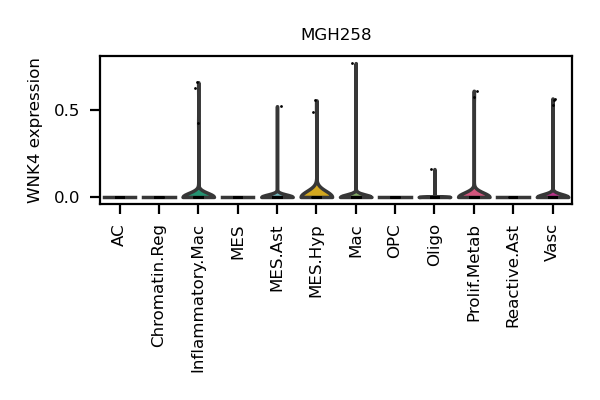 MGH258
WNK4 expression
0.5
0.0
AC
Chromatin.Reg
Inflammatory.Mac
MES
MES.Ast
MES.Hyp
Mac
OPC
Oligo
Prolif.Metab
Reactive.Ast
Vasc